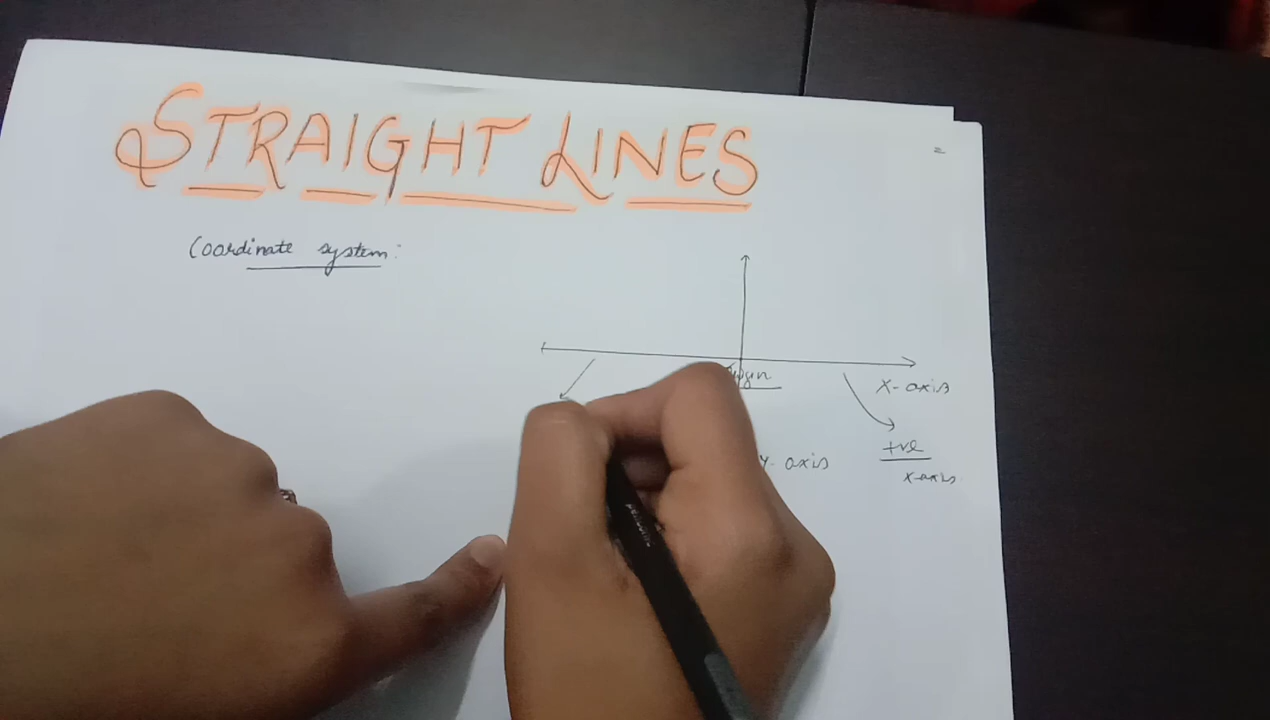 STRAIGHT LINES
Coordinate system:
X-axis
+ve
x-axis
y-axis